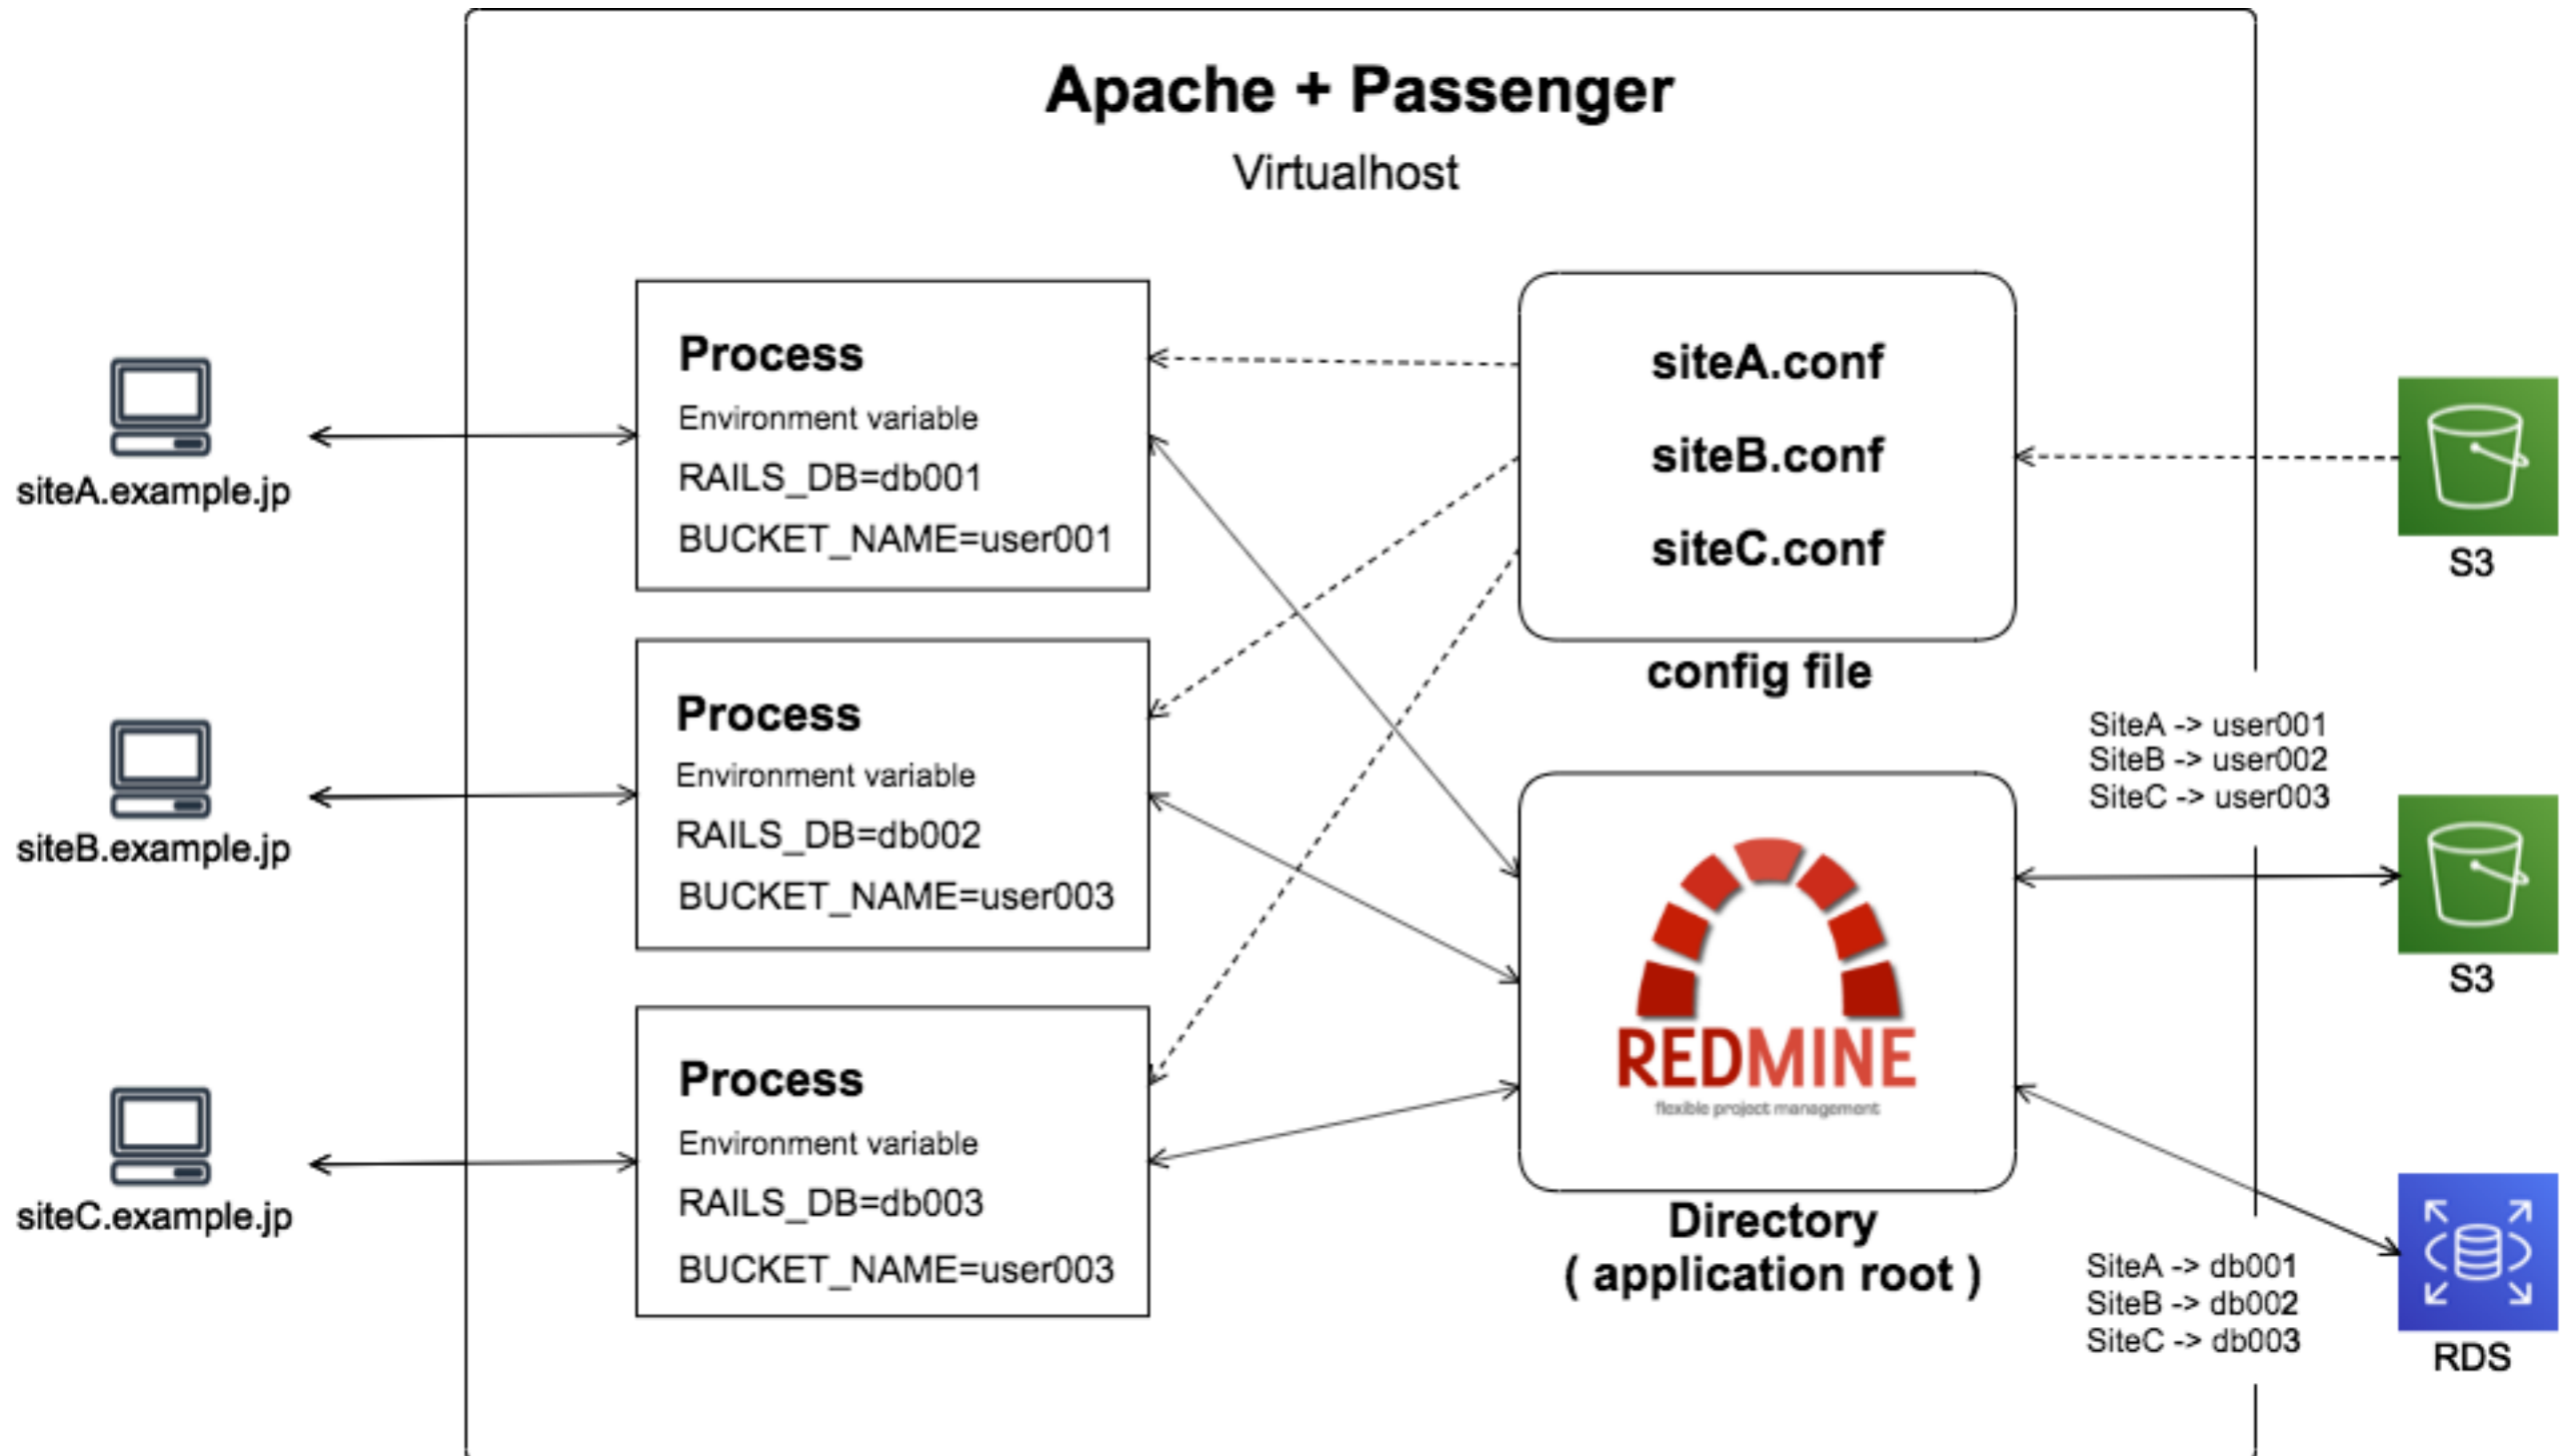 Apache + Passenger
Virtualhost
siteA.example.jp
Process
Environment variable
RAILS_DB=db001
BUCKET_NAME=user001
siteB.example.jp
Process
Environment variable
RAILS_DB=db002
BUCKET_NAME=user003
siteC.example.jp
Process
Environment variable
RAILS_DB=db003
BUCKET_NAME=user003
siteA.conf
siteB.conf
siteC.conf
config file
REDMINE
flexible project management
Directory
( application root )
S3
SiteA -> user001
SiteB -> user002
SiteC -> user003
S3
SiteA -> db001
SiteB -> db002
SiteC -> db003
RDS